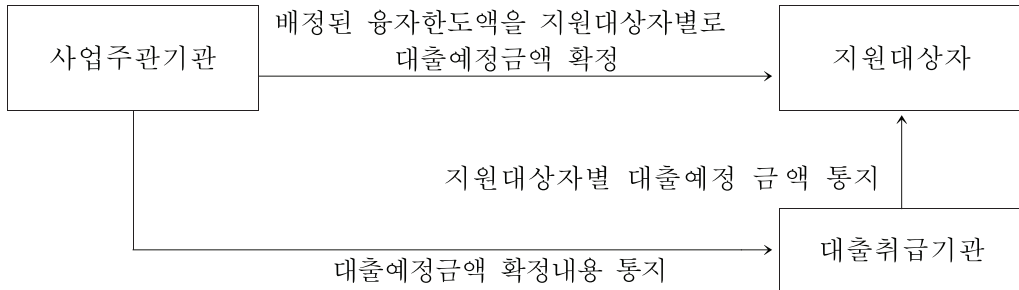 배정된 융자한도액을 지원대상자별로
대출예정금액 확정
사업주관기관
지원대상자
지원대상자별 대출예정 금액 통지
대출취급기관
대출예정금액 확정내용 통지